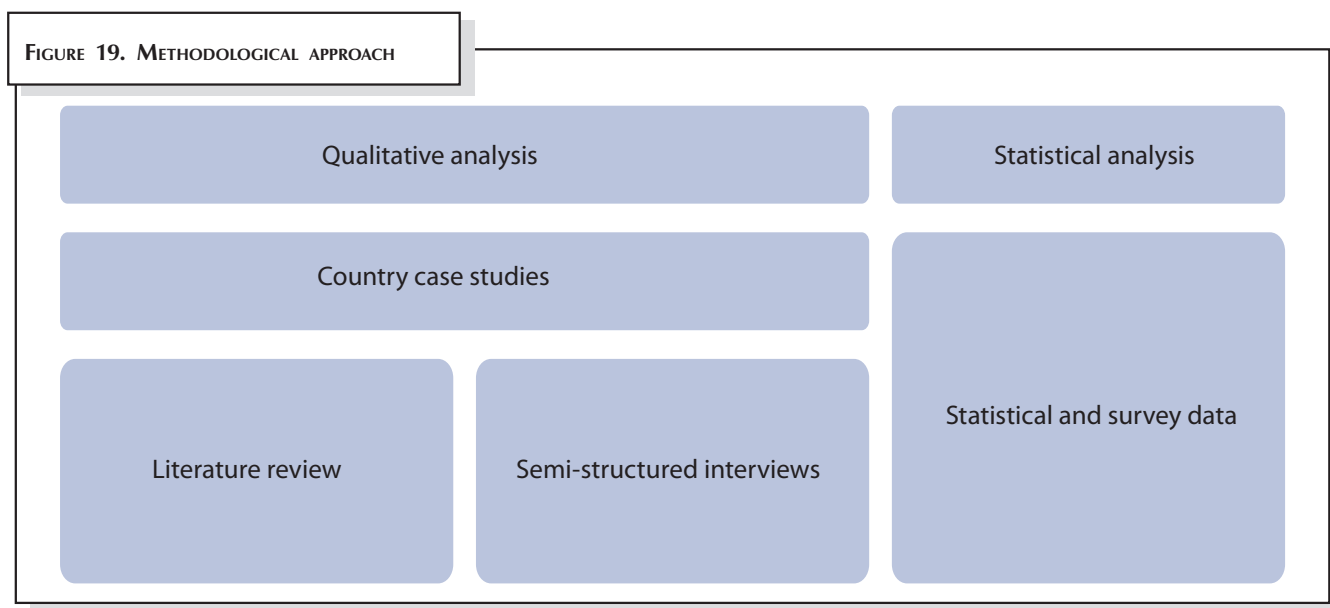 FIGURE 19. METHODOLOGICAL APPROACH
Qualitative analysis
Statistical analysis
Country case studies
Statistical and survey data
Literature review
Semi-structured interviews